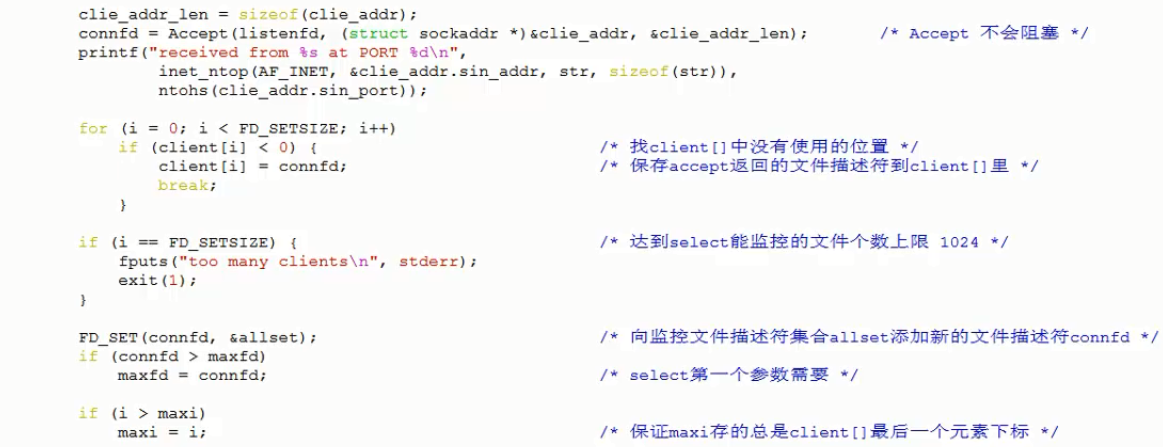 clie_addr_len = sizeof(clie_addr);
connfd = Accept(listenfd, (struct sockaddr *)&clie_addr, &clie_addr_len);        /* Accept 不会阻塞 */
printf("received from %s at PORT %d\n",
        inet_ntop(AF_INET, &clie_addr.sin_addr, str, sizeof(str)),
        ntohs(clie_addr.sin_port));

for (i = 0; i < FD_SETSIZE; i++)
    if (client[i] < 0) {                            /* 找client[]中没有使用的位置 */
        client[i] = connfd;                         /* 保存accept返回的文件描述符到client[]里 */
        break;
    }

if (i == FD_SETSIZE) {                              /* 达到select能监控的文件个数上限 1024 */
    fputs("too many clients\n", stderr);
    exit(1);
}

FD_SET(connfd, &allset);                            /* 向监控文件描述符集合allset添加新的文件描述符connfd */
if (connfd > maxfd)
    maxfd = connfd;                                 /* select第一个参数需要 */

if (i > maxi)
    maxi = i;                                       /* 保证maxi存的总是client[]最后一个元素下标 */